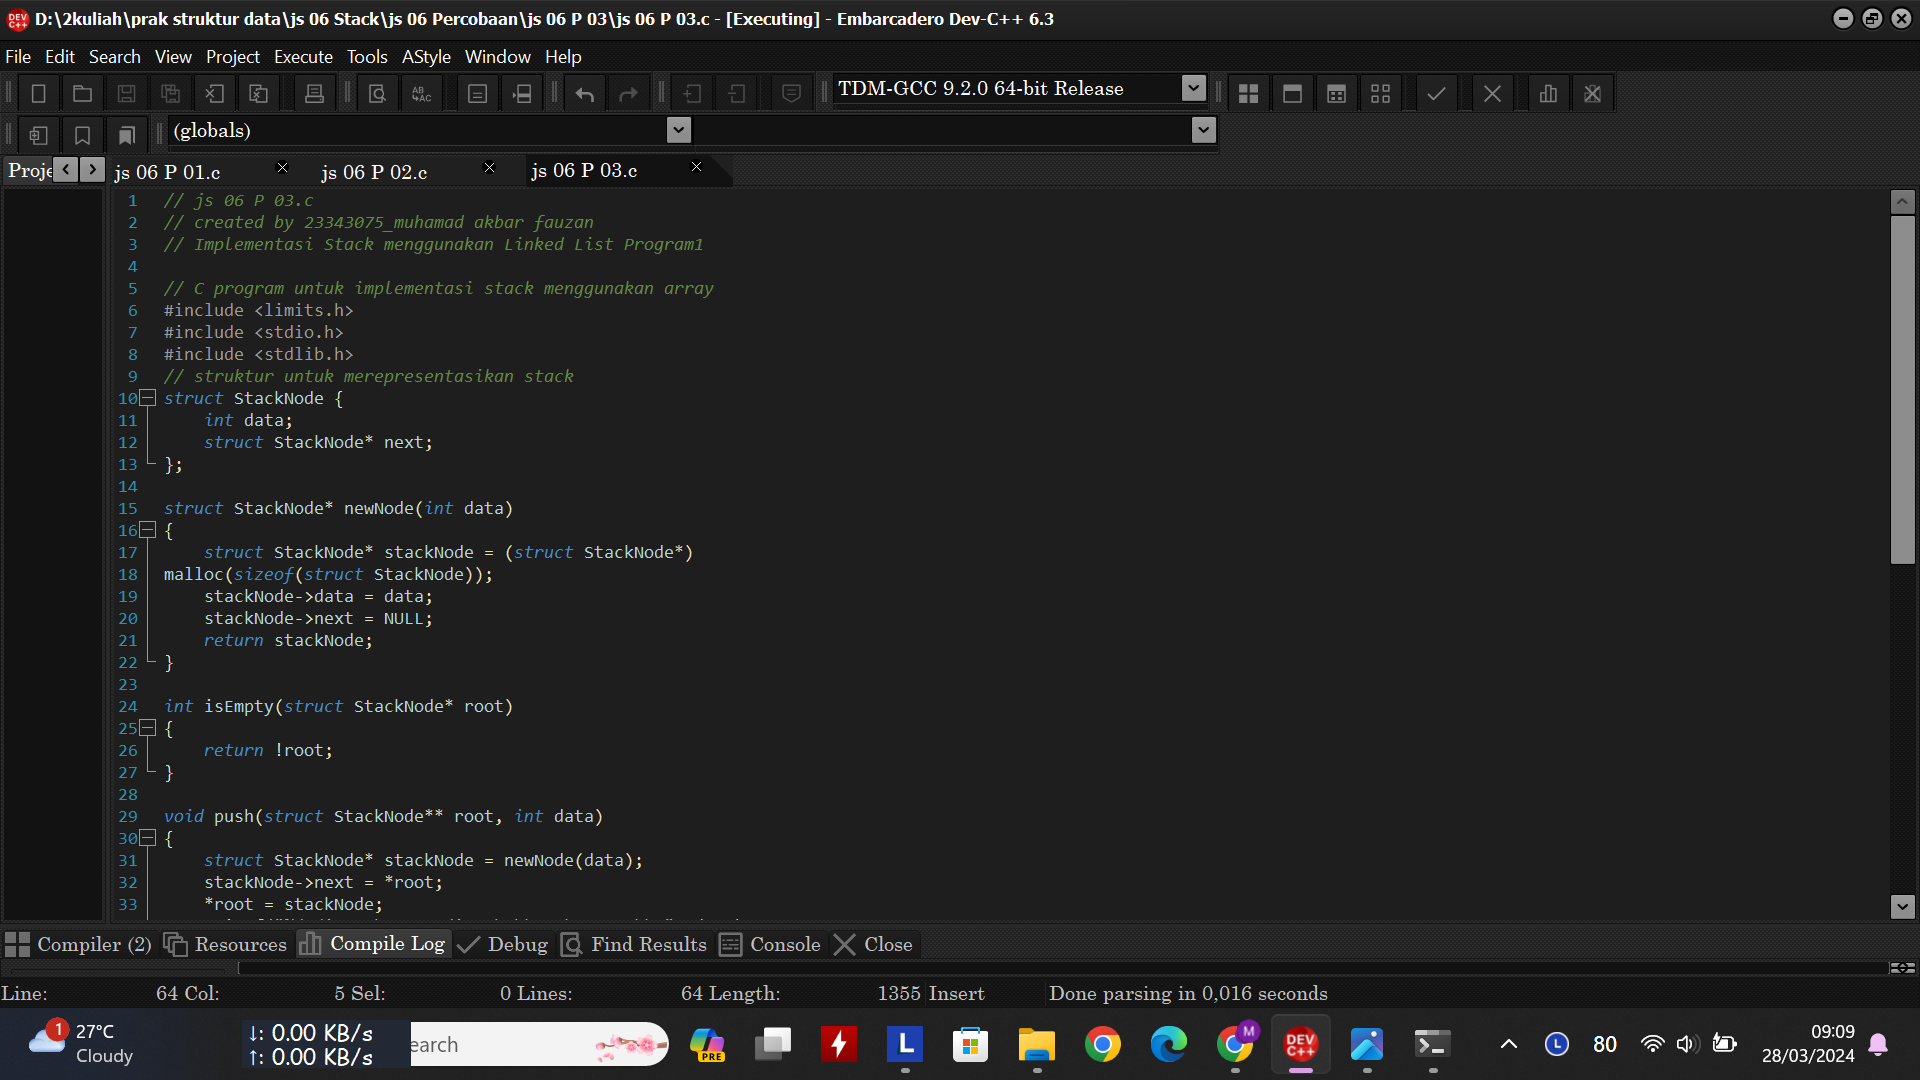 D:\2kuliah\prak struktur data\js 06 Stack\js 06 Percobaan\js 06 P 03\js 06 P 03.c - [Executing] - Embarcadero Dev-C++ 6.3
File Edit Search View Project Execute Tools AStyle Window Help
TDM-GCC 9.2.0 64-bit Release
(globals)
Proje js 06 P 01.c js 06 P 02.c js 06 P 03.c
1 // js 06 P 03.c
2 // created by 23343075_muhamad akbar fauzan
3 // Implementasi Stack menggunakan Linked List Program1
4
5 // C program untuk implementasi stack menggunakan array
6 #include <limits.h>
7 #include <stdio.h>
8 #include <stdlib.h>
9 // struktur untuk merepresentasikan stack
10 struct StackNode {
11 int data;
12 struct StackNode* next;
13 };
14
15 struct StackNode* newNode(int data)
16 {
17 struct StackNode* stackNode = (struct StackNode*)
18 malloc(sizeof(struct StackNode));
19 stackNode->data = data;
20 stackNode->next = NULL;
21 return stackNode;
22 }
23
24 int isEmpty(struct StackNode* root)
25 {
26 return !root;
27 }
28
29 void push(struct StackNode** root, int data)
30 {
31 struct StackNode* stackNode = newNode(data);
32 stackNode->next = *root;
33 *root = stackNode;
Compiler (2) Resources Compile Log Debug Find Results Console Close
Line: 64 Col: 5 Sel: 0 Lines: 64 Length: 1355 Insert Done parsing in 0,016 seconds
1 27°C
Cloudy
↓: 0.00 KB/s
↑: 0.00 KB/s
earch
PRE
L
M
DEV C++
L
80
09:09
28/03/2024